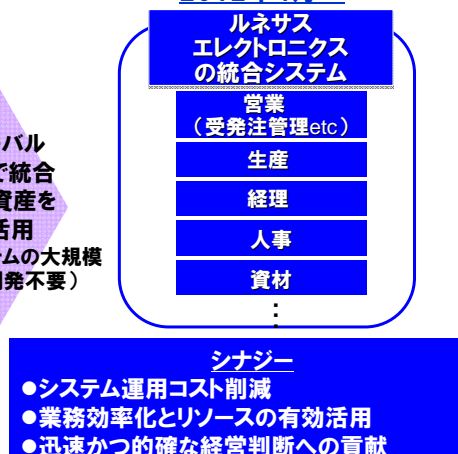 ルネサス
エレクトロニクス
の統合システム
営業
（受発注管理etc）
生産
経理
人事
資材
：
バル
で統合
資産を
活用
ムの大規模
開発不要）
シナジー
●システム運用コスト削減
●業務効率化とリソースの有効活用
●迅速かつ的確な経営判断への貢献